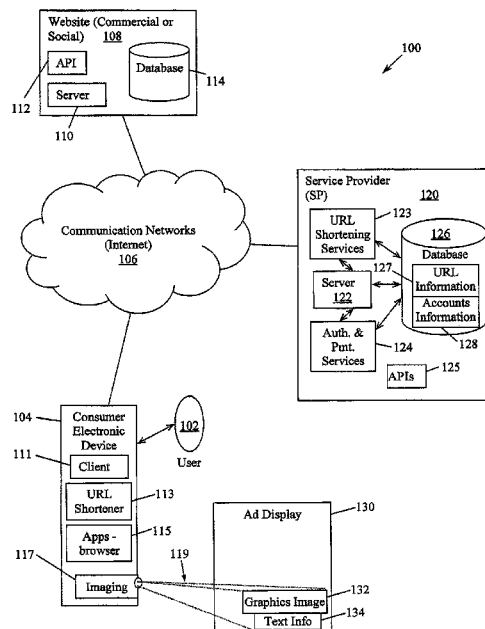 Website (Commercial or
Social) 108
API
112
Database
114
Server
110
100
Communication Networks
(Internet)
106
Service Provider
(SP) 120
URL
Shortening
Services
123
126
Database
127
Server
122
URL
Information
Accounts
Information
128
Auth. &
Pmt.
Services
124
APIs
125
104
Consumer
Electronic
Device
102
User
111
Client
URL
Shortener
113
Apps -
browser
115
117
Imaging
119
Ad Display
130
Graphics Image
132
Text Info
134